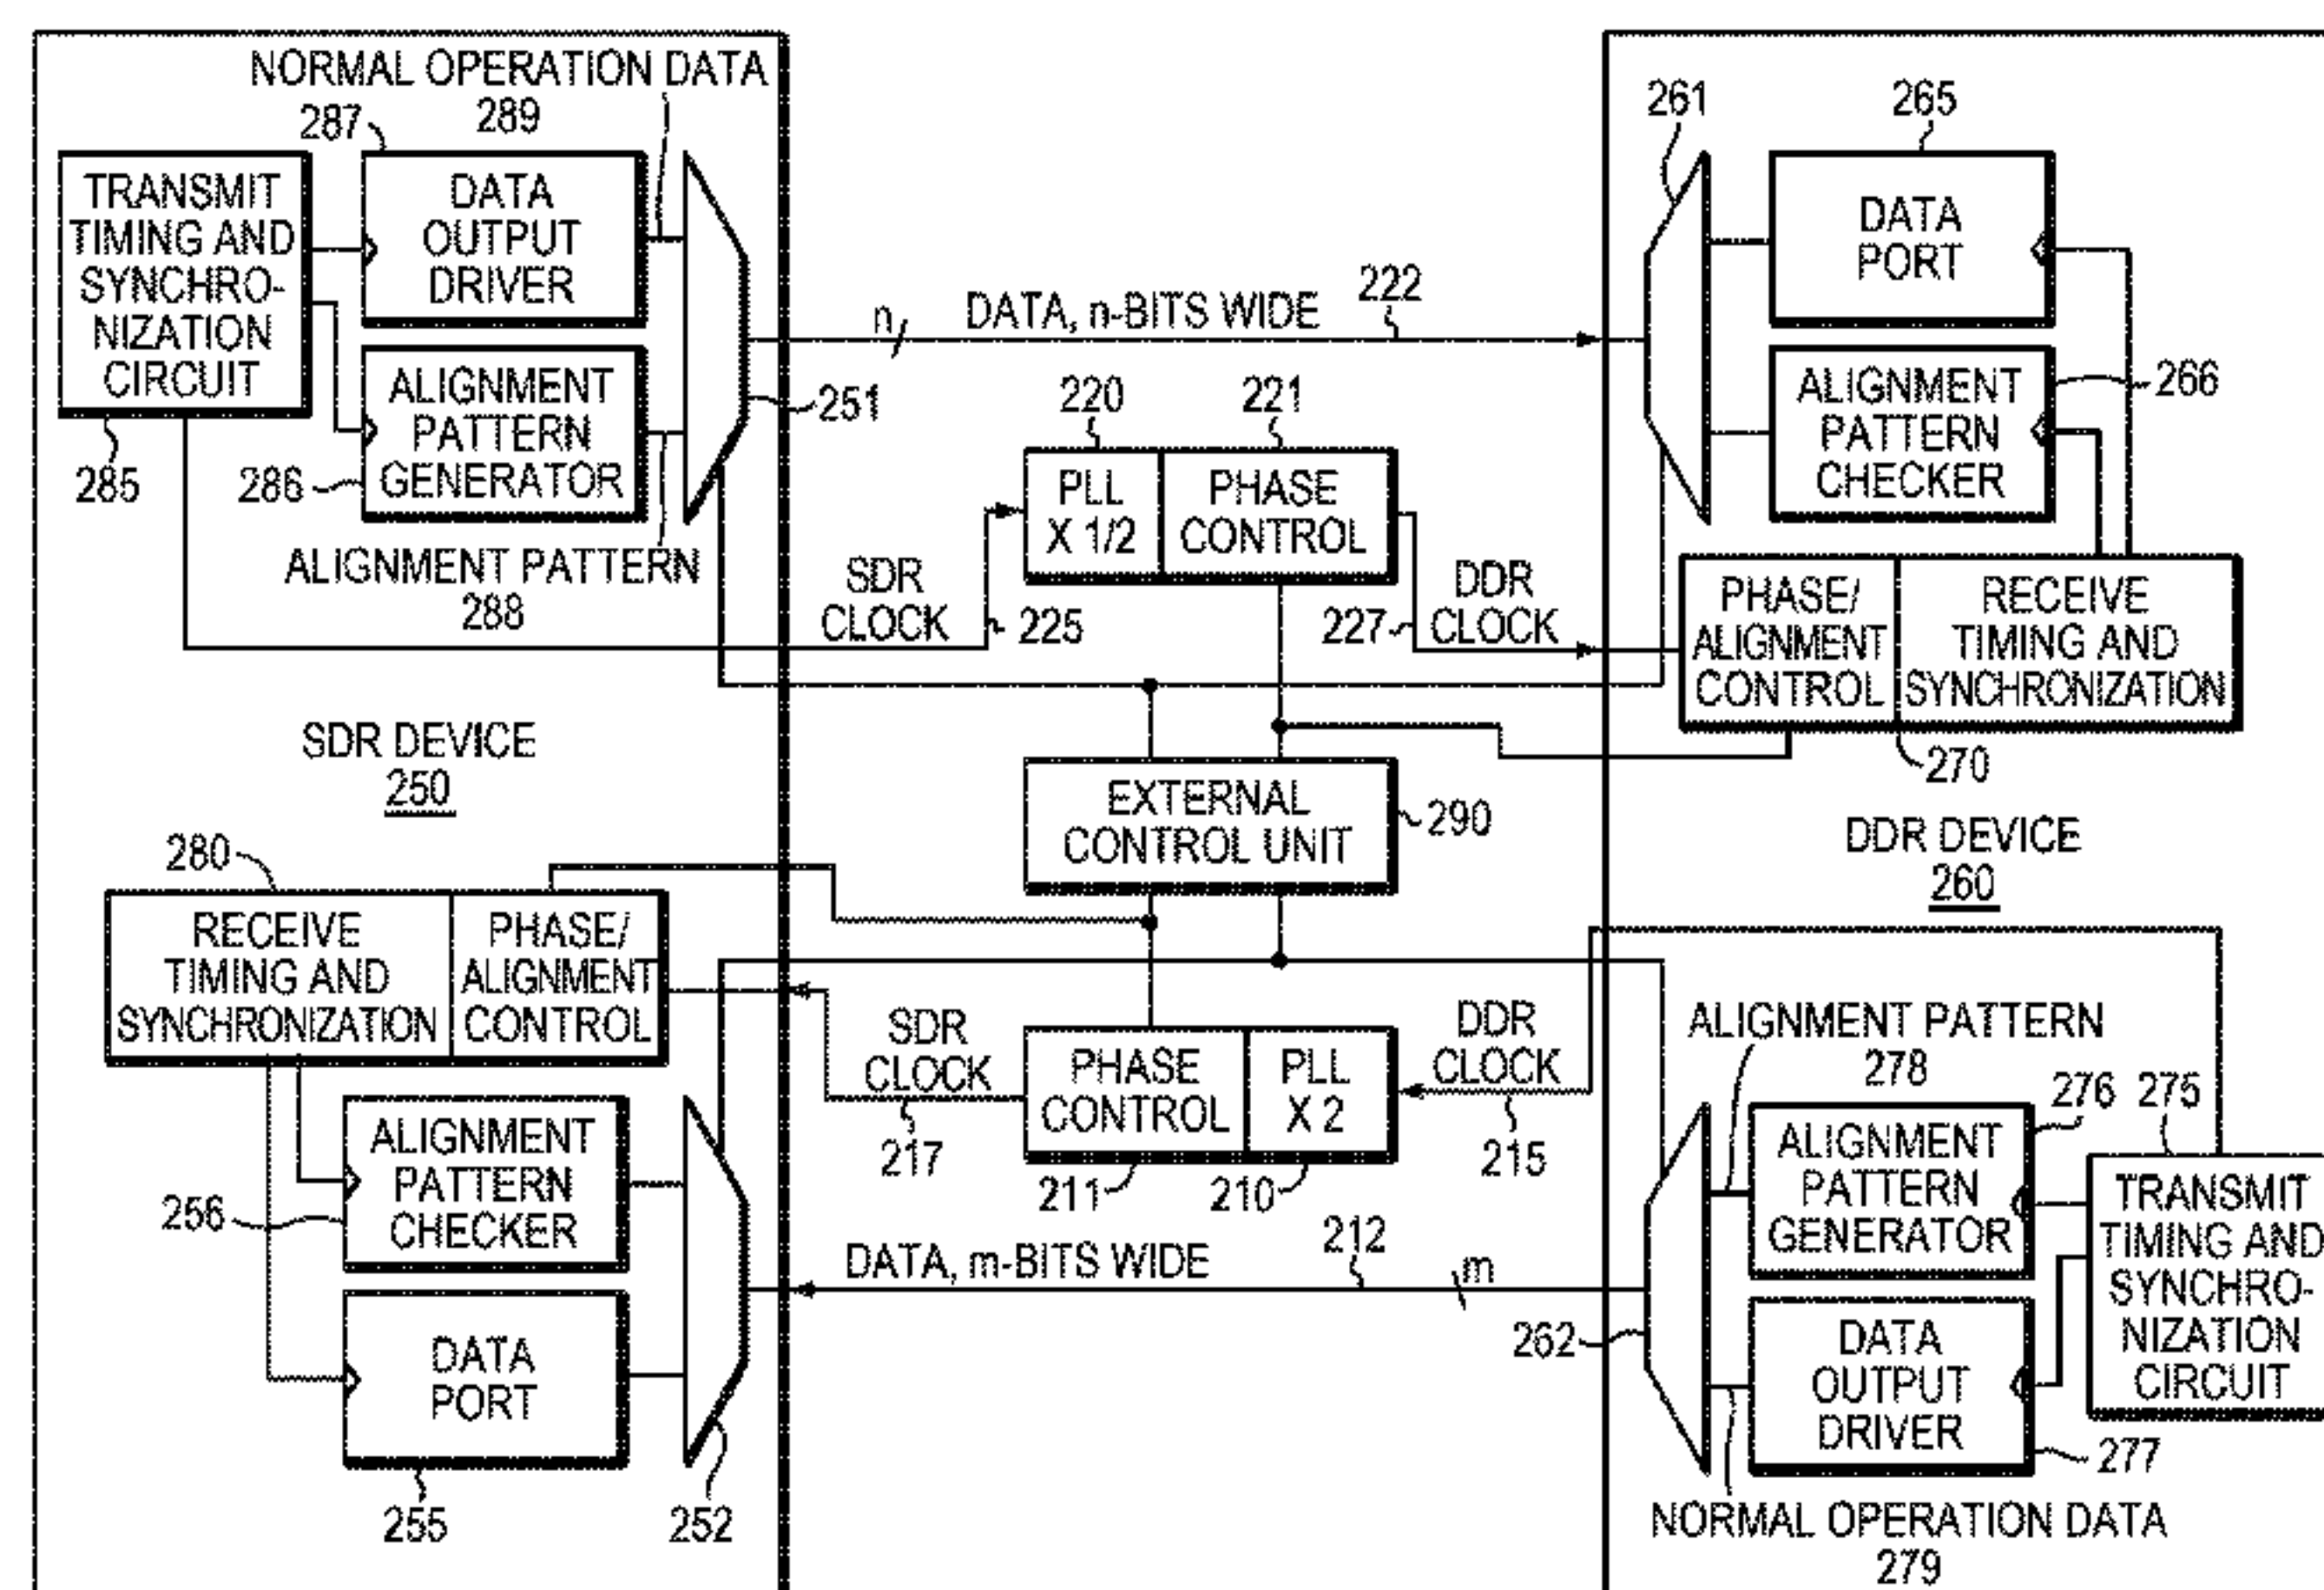 NORMAL OPERATION DATA
289
287
TRANSMIT
TIMING AND
SYNCHRO-
NIZATION
CIRCUIT
285
DATA
OUTPUT
DRIVER
ALIGNMENT
PATTERN
GENERATOR
286
ALIGNMENT PATTERN
288
251
n
DATA, n-BITS WIDE
222
220
221
PLL
X 1/2
PHASE
CONTROL
SDR
CLOCK
225
227
DDR
CLOCK
261
265
DATA
PORT
ALIGNMENT
PATTERN
CHECKER
266
PHASE/
ALIGNMENT
CONTROL
RECEIVE
TIMING AND
SYNCHRONIZATION
270
SDR DEVICE
250
EXTERNAL
CONTROL UNIT
290
DDR DEVICE
260
280
RECEIVE
TIMING AND
SYNCHRONIZATION
PHASE/
ALIGNMENT
CONTROL
SDR
CLOCK
217
PHASE
CONTROL
PLL
X 2
211
210
DDR
CLOCK
215
ALIGNMENT PATTERN
278
276
275
ALIGNMENT
PATTERN
CHECKER
256
DATA
PORT
255
252
DATA, m-BITS WIDE
212
m
262
ALIGNMENT
PATTERN
GENERATOR
TRANSMIT
TIMING AND
SYNCHRO-
NIZATION
CIRCUIT
DATA
OUTPUT
DRIVER
277
NORMAL OPERATION DATA
279